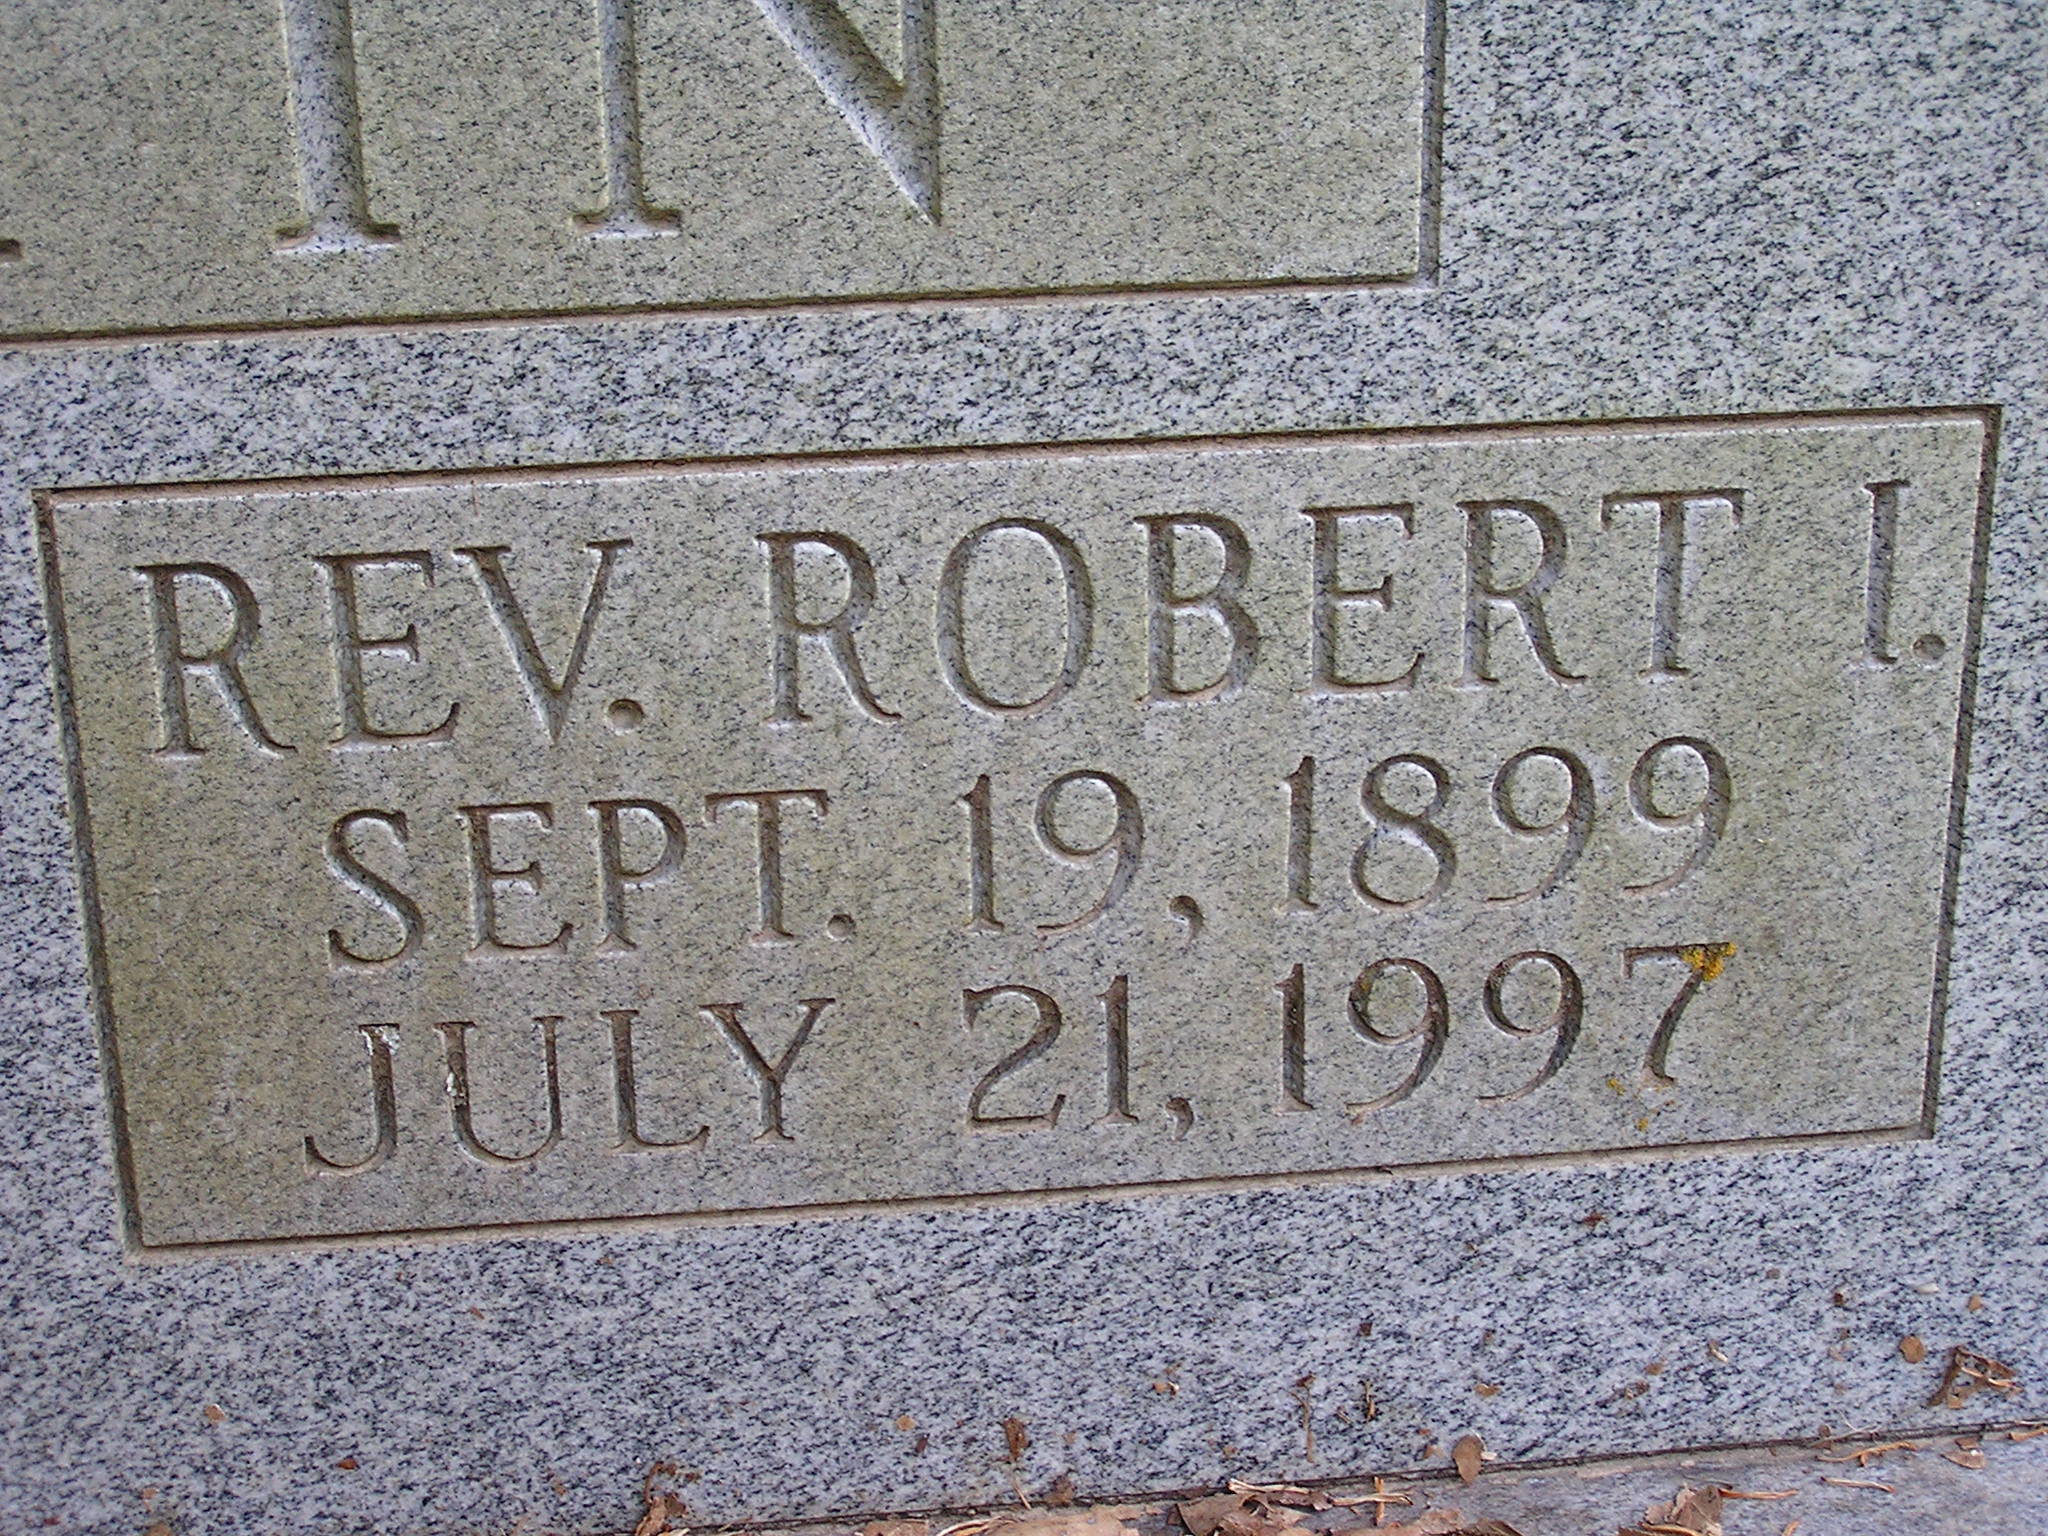 REV. ROBERT I.
SEPT. 19, 1899
JULY 21, 1997